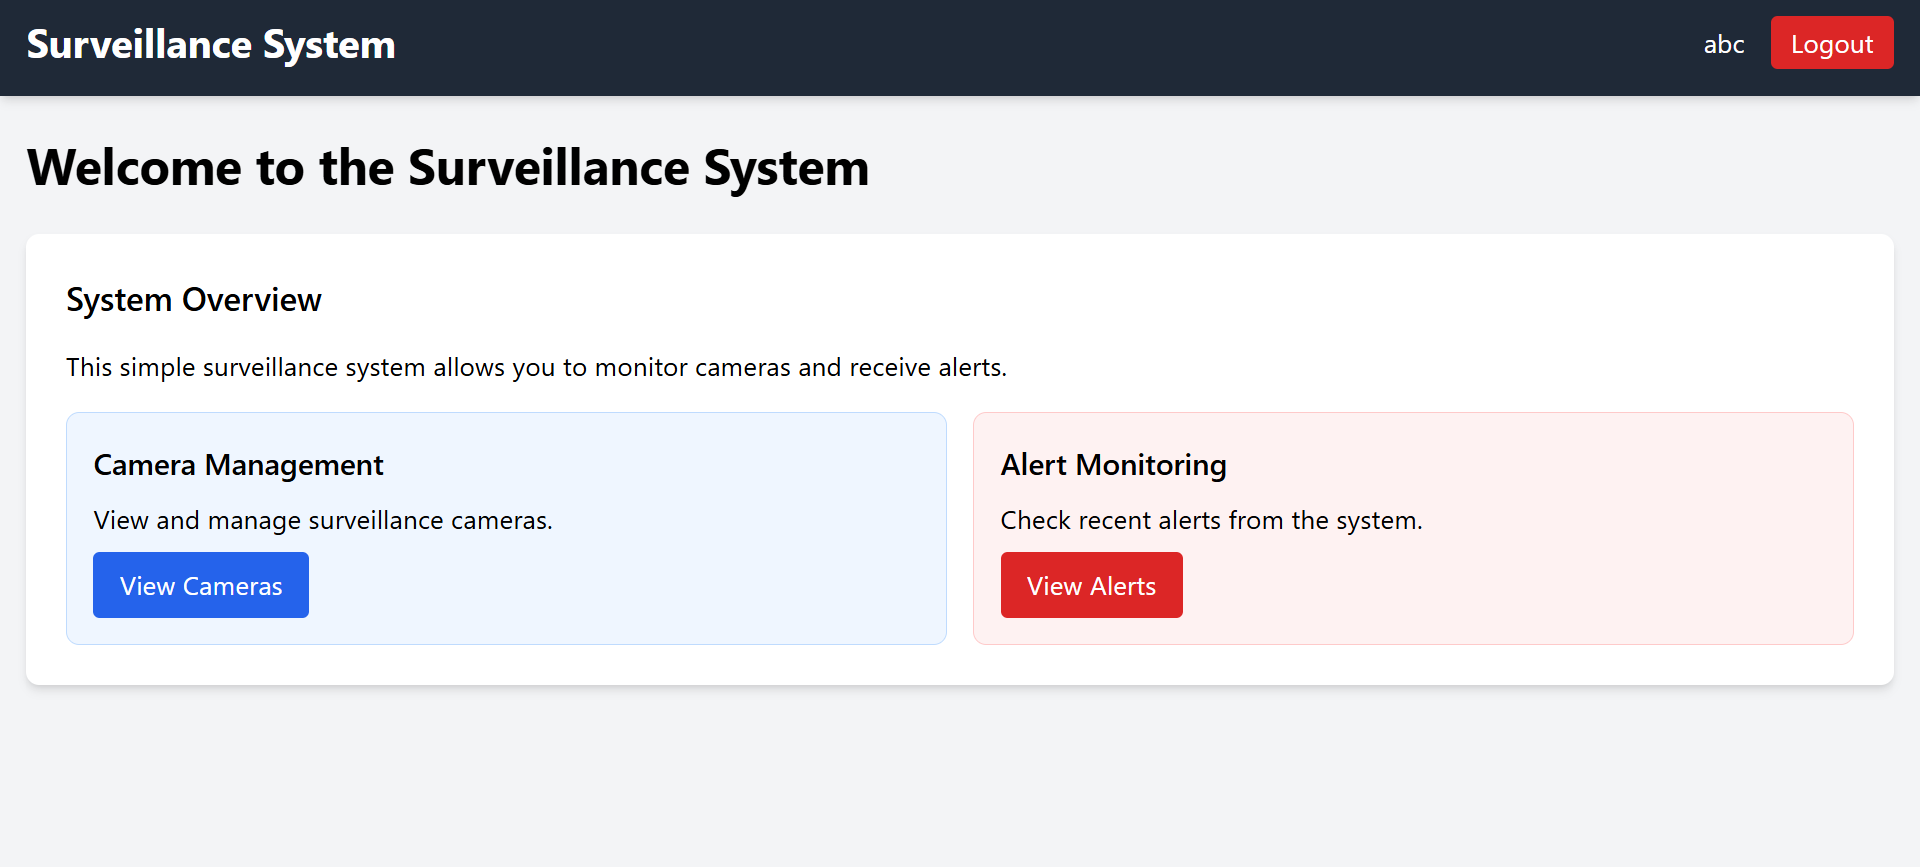 Surveillance System
abc
Logout
Welcome to the Surveillance System
System Overview
This simple surveillance system allows you to monitor cameras and receive alerts.
Camera Management
View and manage surveillance cameras.
View Cameras
Alert Monitoring
Check recent alerts from the system.
View Alerts